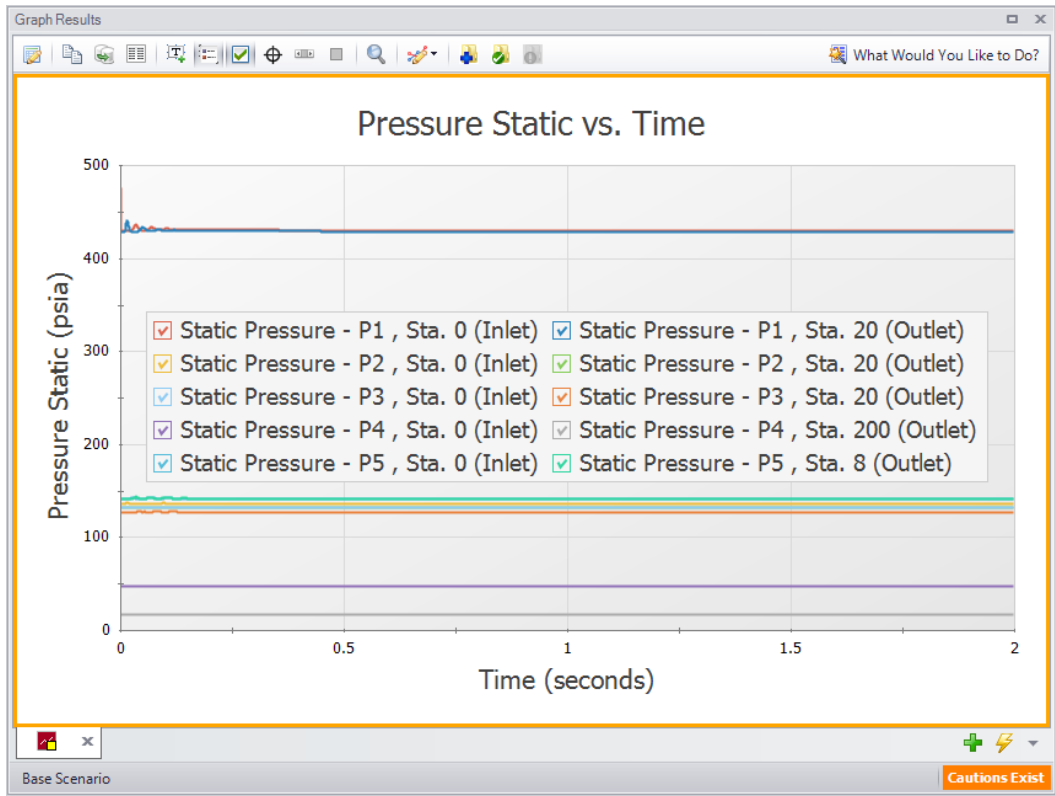 Graph Results
What Would You Like to Do?
Pressure Static vs. Time
500
400
300
200
100
0
Pressure Static (psia)
Static Pressure - P1 , Sta. 0 (Inlet) Static Pressure - P1 , Sta. 20 (Outlet)
Static Pressure - P2 , Sta. 0 (Inlet) Static Pressure - P2 , Sta. 20 (Outlet)
Static Pressure - P3 , Sta. 0 (Inlet) Static Pressure - P3 , Sta. 20 (Outlet)
Static Pressure - P4 , Sta. 0 (Inlet) Static Pressure - P4 , Sta. 200 (Outlet)
Static Pressure - P5 , Sta. 0 (Inlet) Static Pressure - P5 , Sta. 8 (Outlet)
0 0.5 1 1.5 2
Time (seconds)
Base Scenario
Cautions Exist